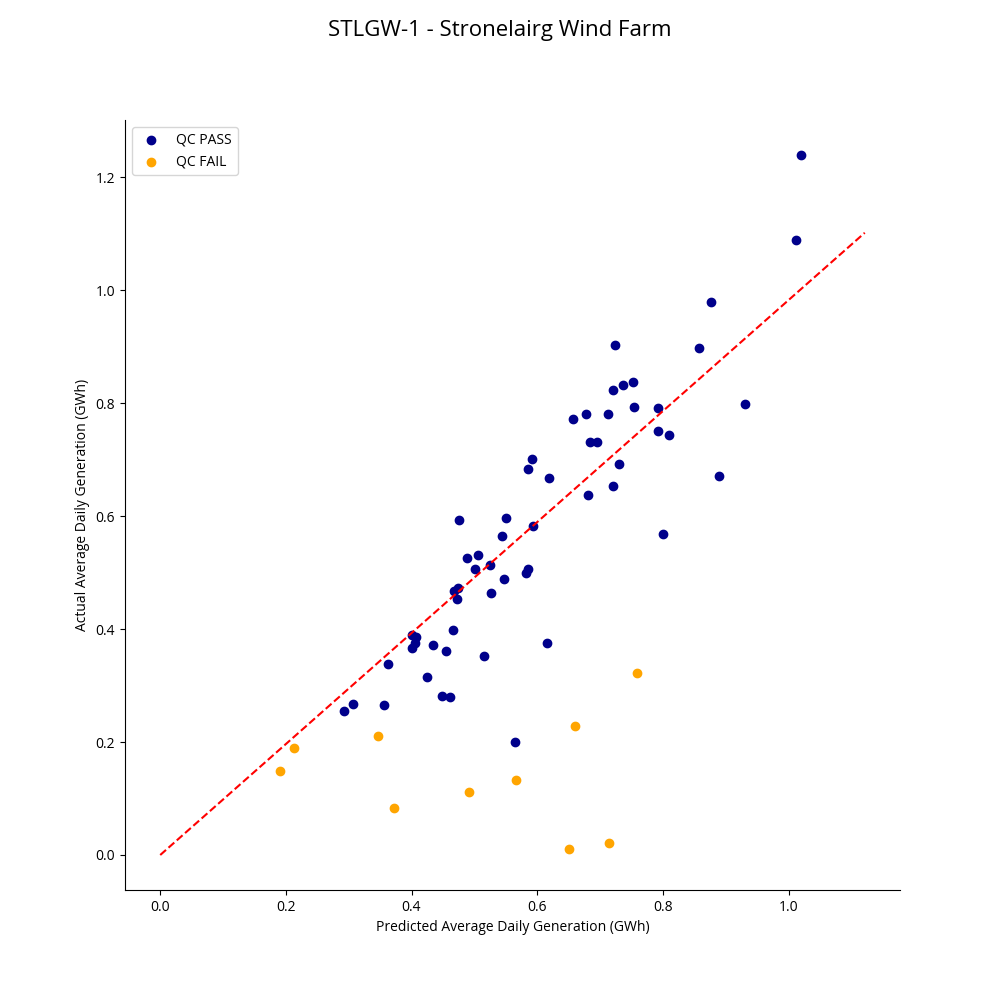 STLGW-1 - Stronelairg Wind Farm
QC PASS
QC FAIL
1.2
1.0
0.8
0.6
0.4
0.2
0.0
Actual Average Daily Generation (GWh)
0.0 0.2 0.4 0.6 0.8 1.0
Predicted Average Daily Generation (GWh)